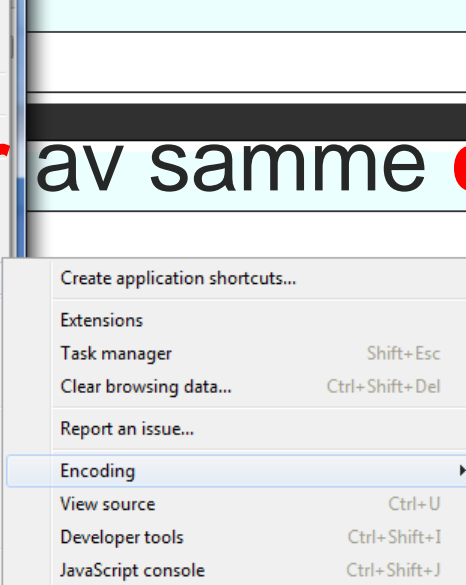 av samme
Create application shortcuts...
Extensions
Task manager Shift+Esc
Clear browsing data... Ctrl+Shift+Del
Report an issue...
Encoding
View source Ctrl+U
Developer tools Ctrl+Shift+I
JavaScript console Ctrl+Shift+J